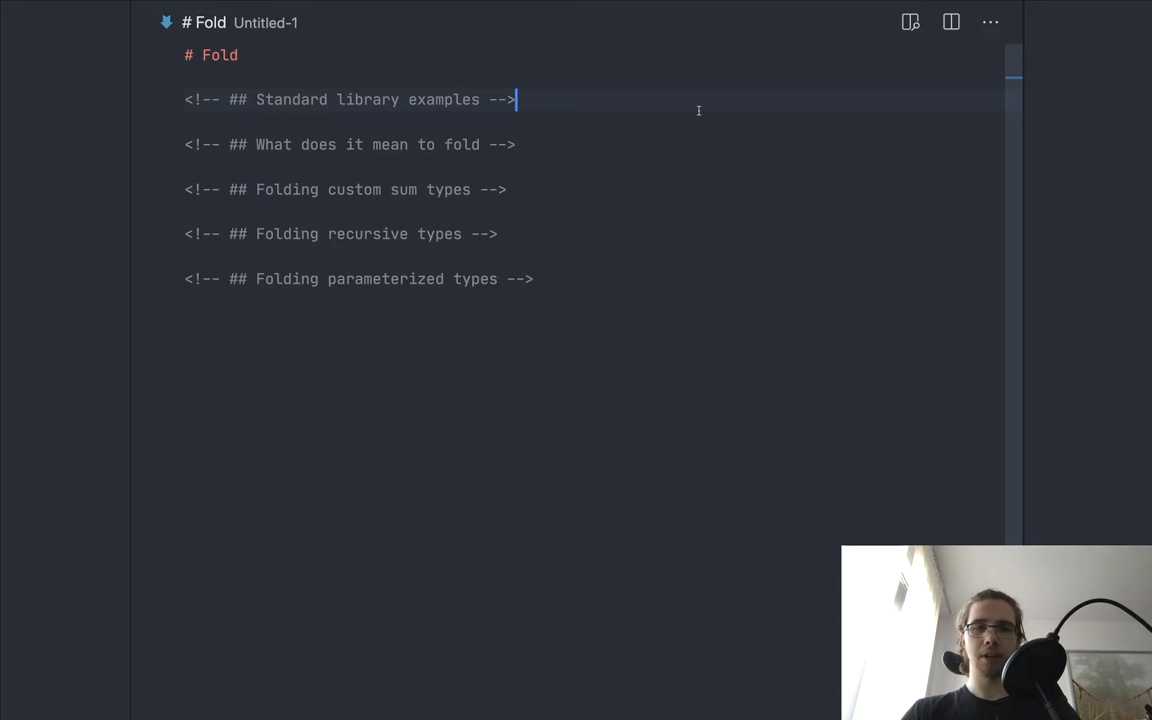 # Fold Untitled-1
# Fold
<!-- ## Standard library examples -->
<!-- ## What does it mean to fold -->
<!-- ## Folding custom sum types -->
<!-- ## Folding recursive types -->
<!-- ## Folding parameterized types -->